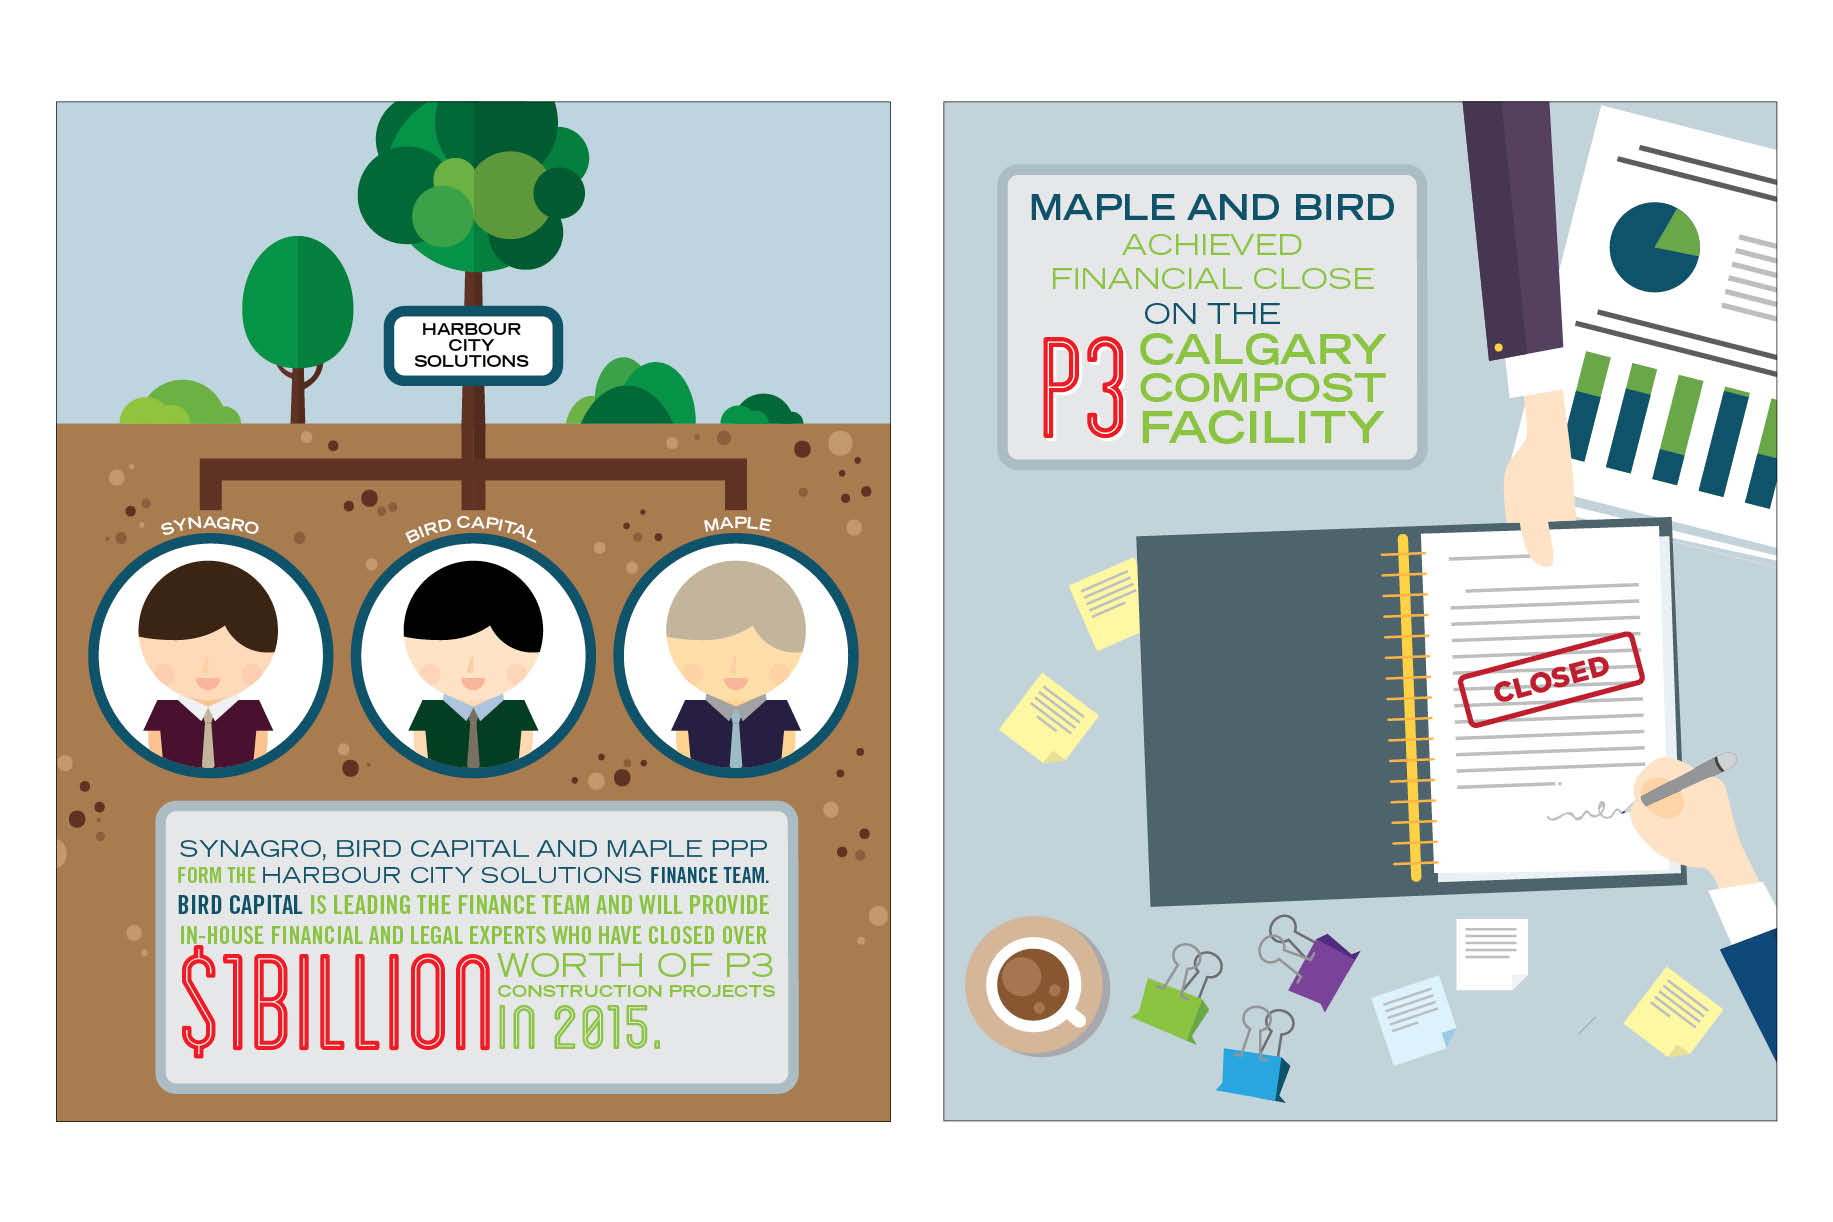 HARBOUR
CITY
SOLUTIONS
SYNAGRO
BIRD CAPITAL
MAPLE
SYNAGRO, BIRD CAPITAL AND MAPLE PPP
FORM THE HARBOUR CITY SOLUTIONS FINANCE TEAM.
BIRD CAPITAL IS LEADING THE FINANCE TEAM AND WILL PROVIDE
IN-HOUSE FINANCIAL AND LEGAL EXPERTS WHO HAVE CLOSED OVER
$1BILLION WORTH OF P3
CONSTRUCTION PROJECTS
IN 2015.
MAPLE AND BIRD
ACHIEVED
FINANCIAL CLOSE
ON THE
P3 CALGARY
COMPOST
FACILITY
CLOSED